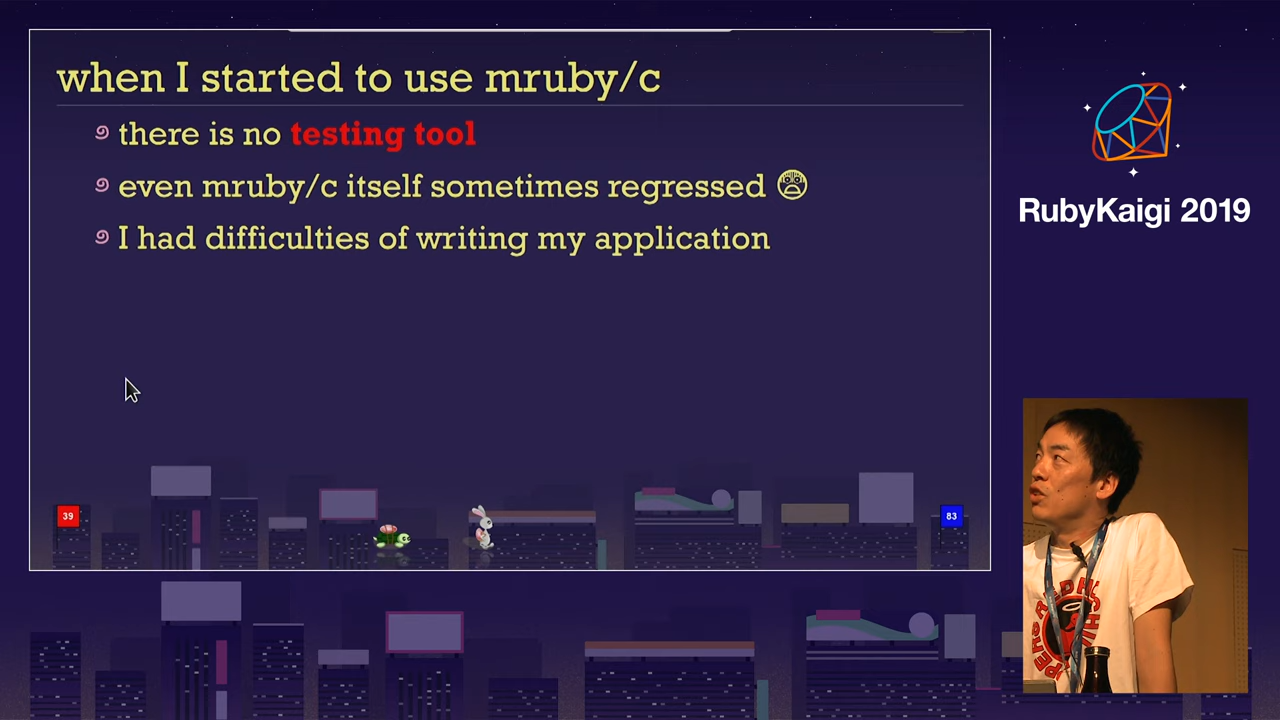 when I started to use mruby/c
there is no testing tool
even mruby/c itself sometimes regressed
I had difficulties of writing my application
39
83
RubyKaigi 2019